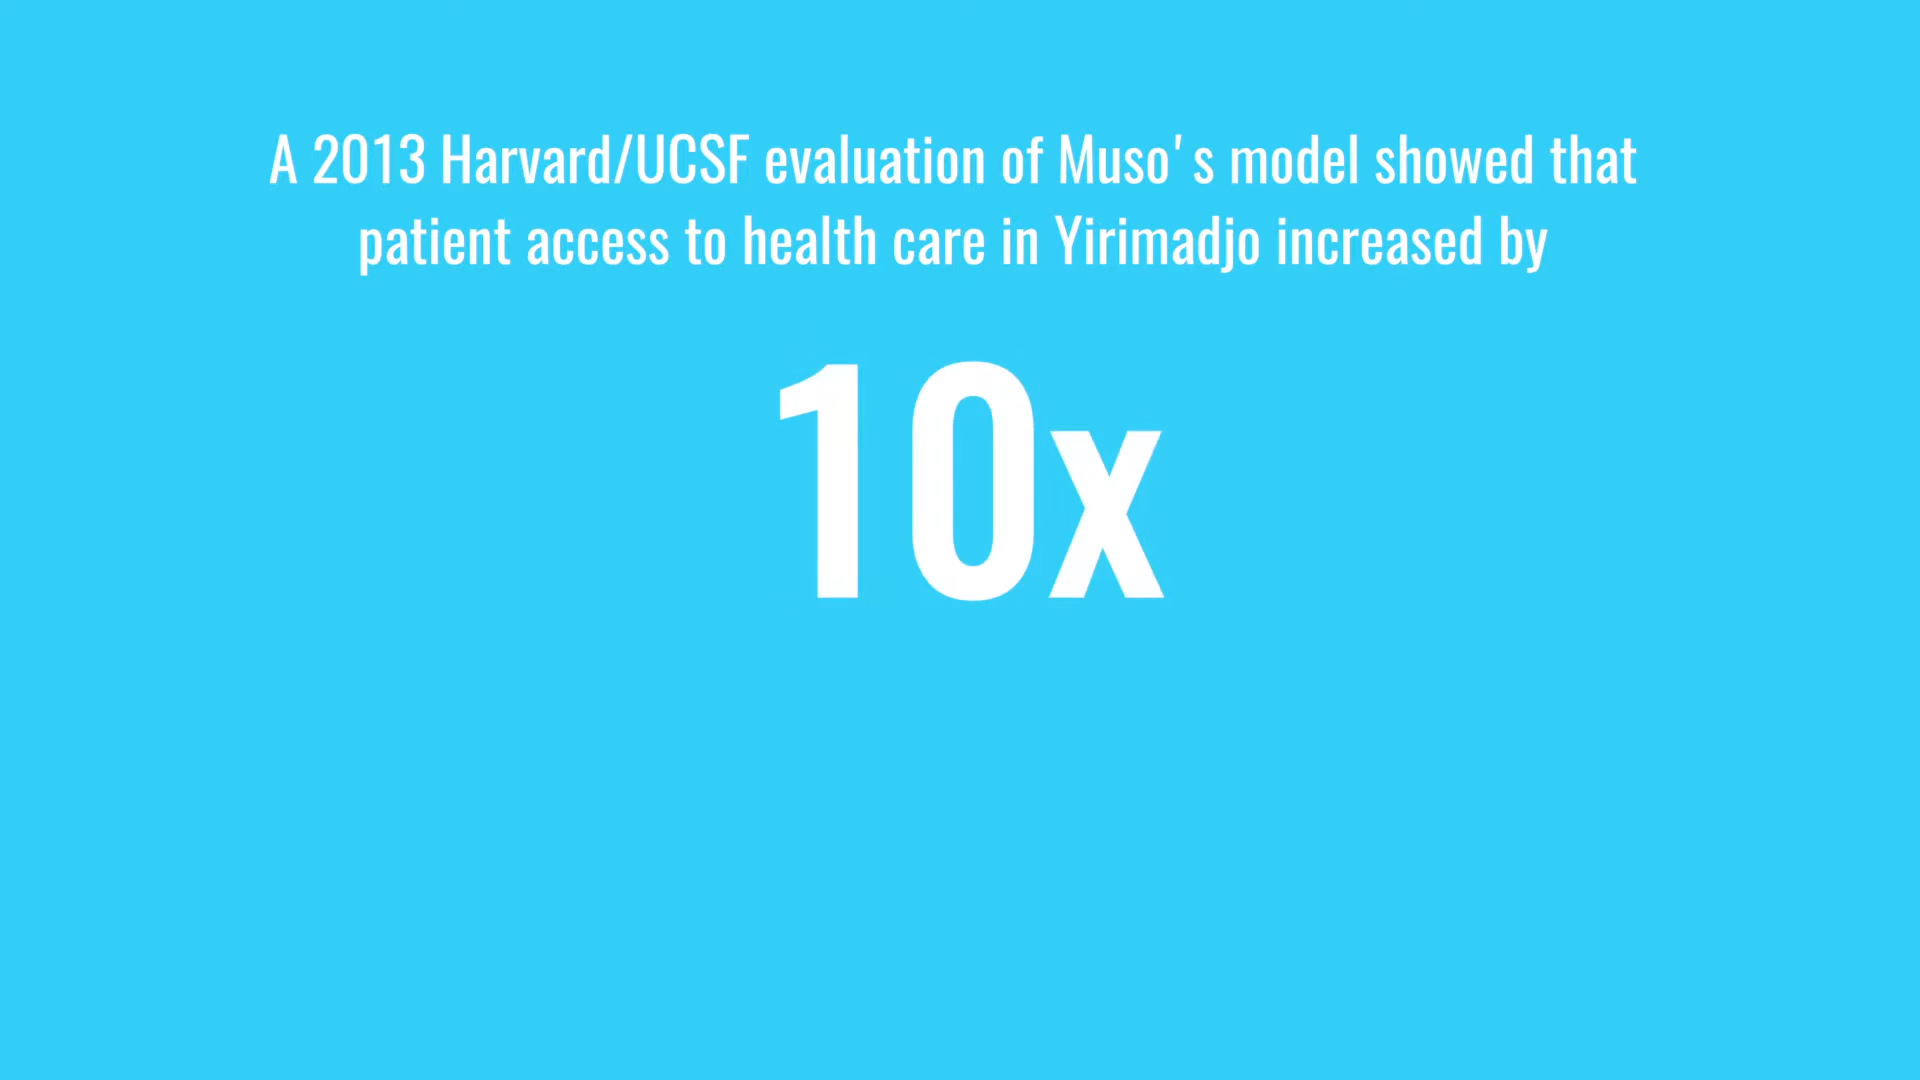 A 2013 Harvard/UCSF evaluation of Muso's model showed that
patient access to health care in Yirimadjo increased by
10x